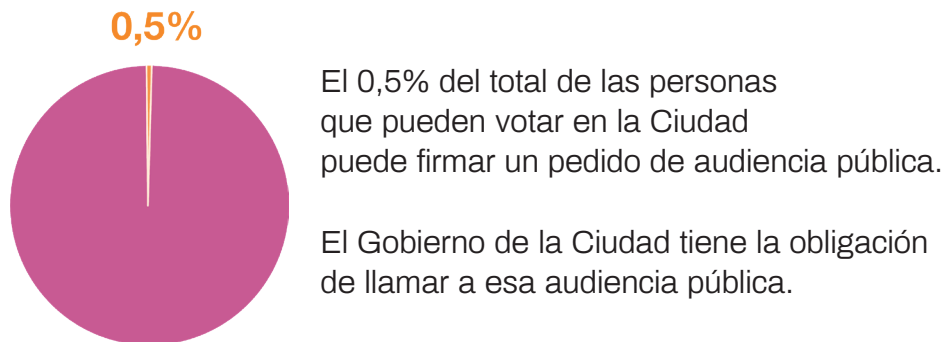 0,5%
El 0,5% del total de las personas
que pueden votar en la Ciudad
puede firmar un pedido de audiencia pública.
El Gobierno de la Ciudad tiene la obligación
de llamar a esa audiencia pública.